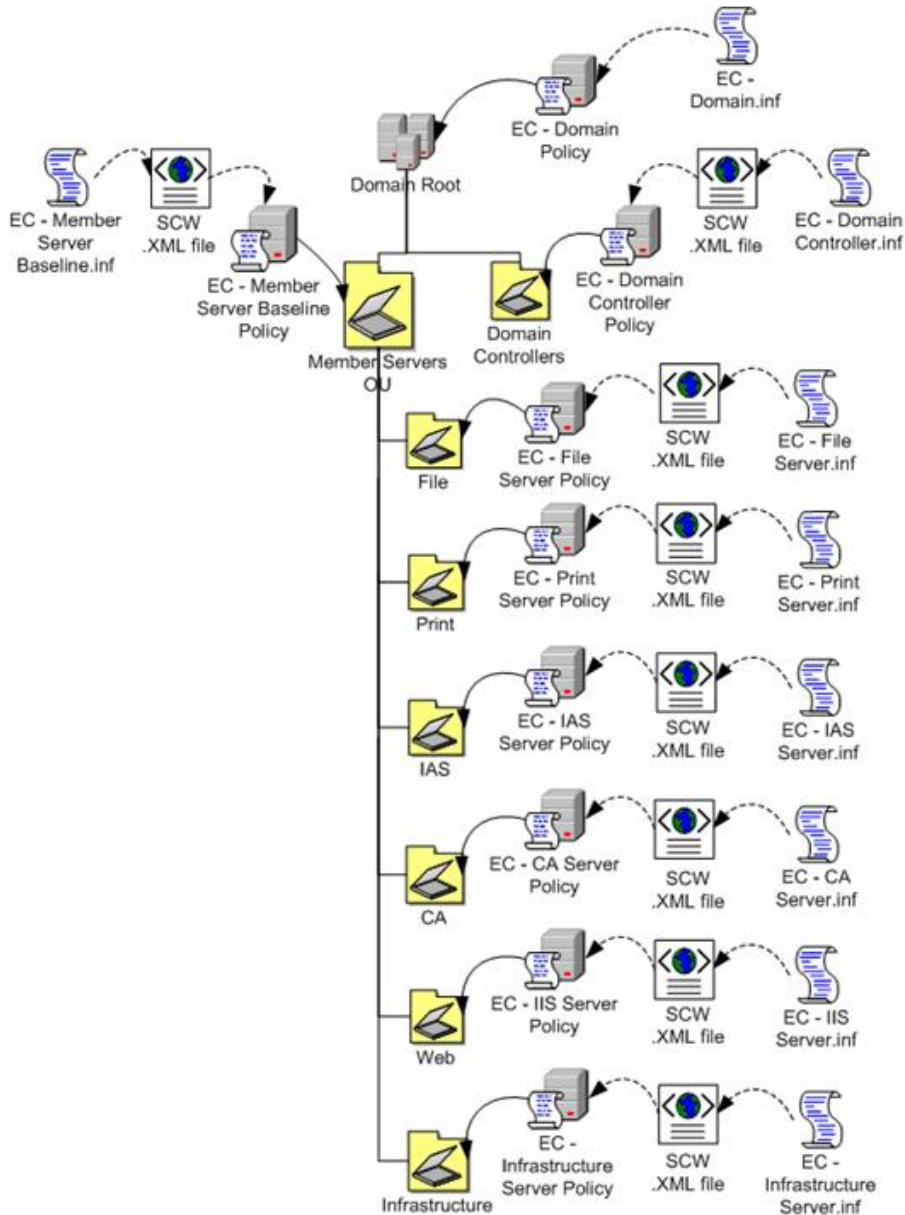 EC -
Domain.inf
EC - Domain
Policy
Domain Root
EC - Member
Server
Baseline.inf
SCW
.XML file
EC - Member
Server Baseline
Policy
SCW
.XML file
EC - Domain
Controller.inf
EC - Domain
Controller
Policy
Member Servers
OU
Domain
Controllers
File
EC - File
Server Policy
SCW
.XML file
EC - File
Server.inf
Print
EC - Print
Server Policy
SCW
.XML file
EC - Print
Server.inf
IAS
EC - IAS
Server Policy
SCW
.XML file
EC - IAS
Server.inf
CA
EC - CA Server
Policy
SCW
.XML file
EC - CA
Server.inf
Web
EC - IIS Server
Policy
SCW
.XML file
EC - IIS
Server.inf
Infrastructure
EC -
Infrastructure
Server Policy
SCW
.XML file
EC -
Infrastructure
Server.inf